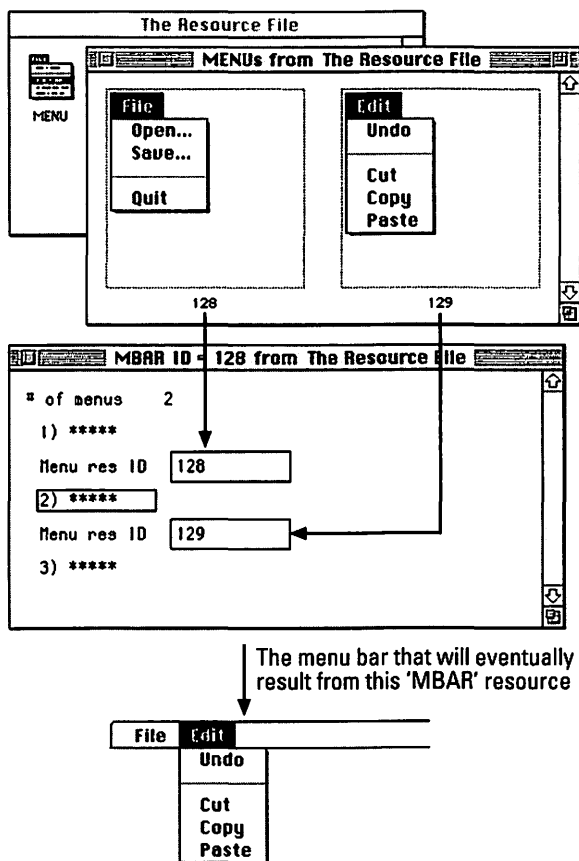 The Resource File
MENUs from The Resource File
MENU
File
Open...
Save...
Quit
128
Edit
Undo
Cut
Copy
Paste
129
MBAR ID = 128 from The Resource File
# of menus 2
1) *****
Menu res ID 128
2) *****
Menu res ID 129
3) *****
The menu bar that will eventually
result from this 'MBAR' resource
File Edit
Undo
Cut
Copy
Paste